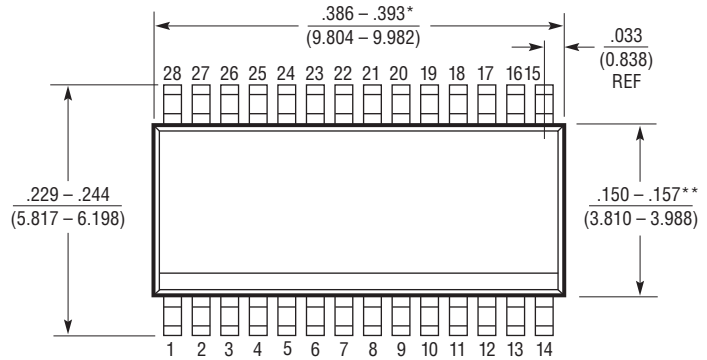 .386 – .393*
(9.804 – 9.982)
.033
(0.838)
REF
28 27 26 25 24 23 22 21 20 19 18 17 16 15
.229 – .244
(5.817 – 6.198)
.150 – .157**
(3.810 – 3.988)
1 2 3 4 5 6 7 8 9 10 11 12 13 14